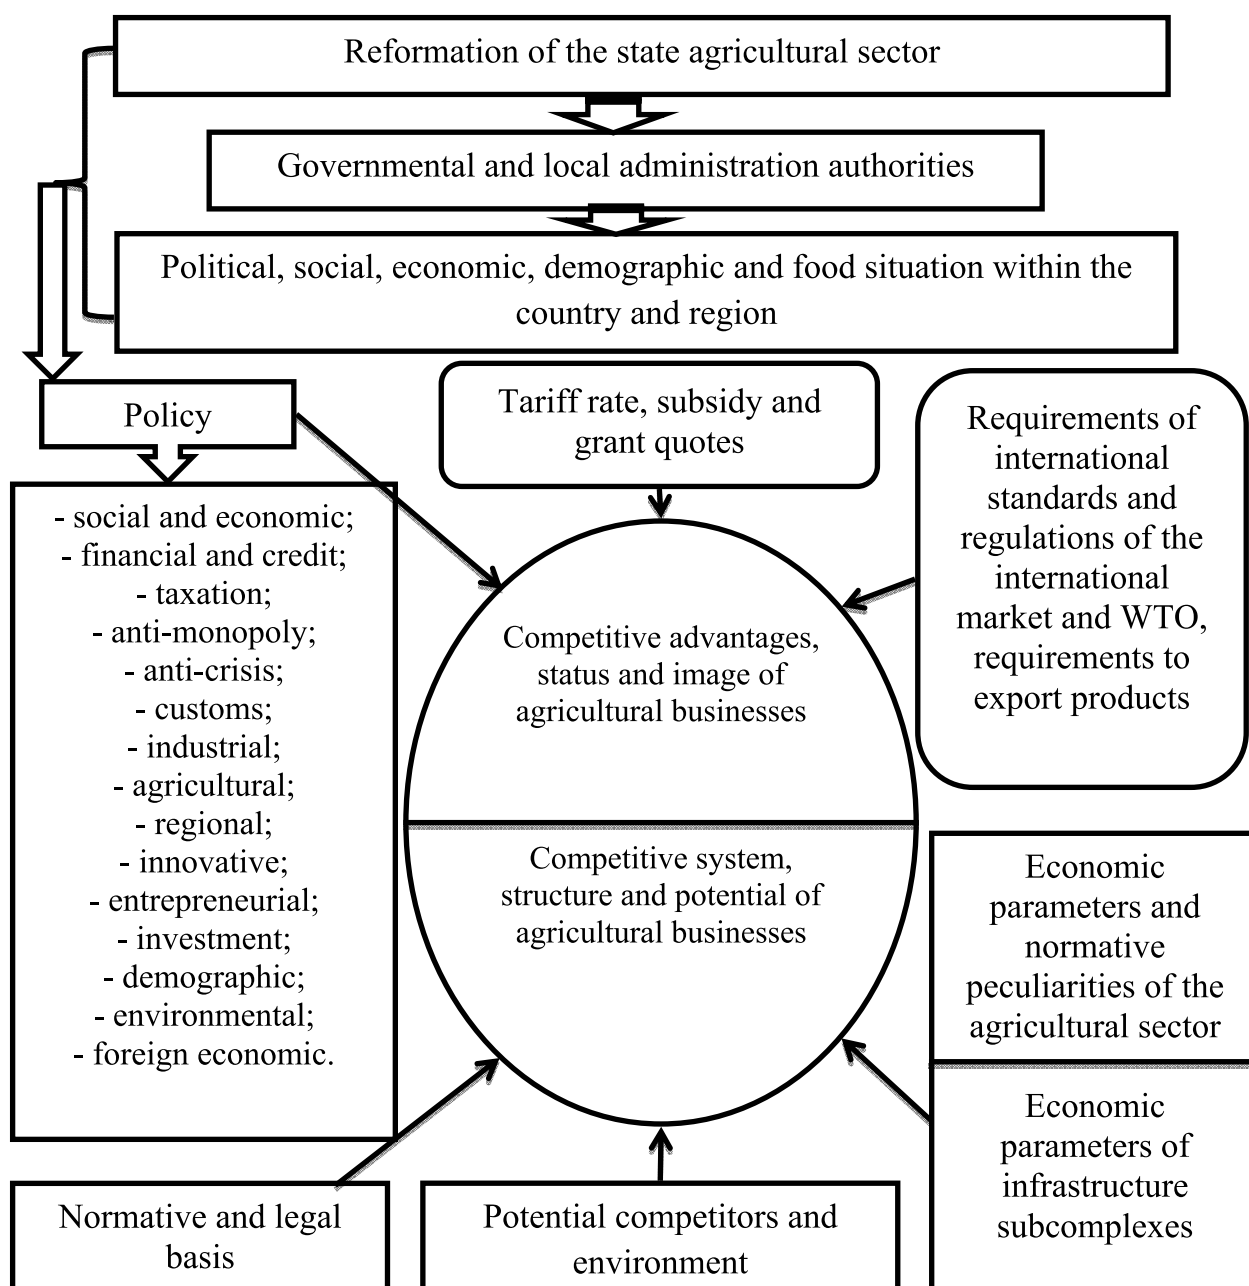 Reformation of the state agricultural sector
Governmental and local administration authorities
Political, social, economic, demographic and food situation within the
country and region
Policy
Tariff rate, subsidy and
grant quotes
Requirements of
international
standards and
regulations of the
international
market and WTO,
requirements to
export products
- social and economic;
- financial and credit;
- taxation;
- anti-monopoly;
- anti-crisis;
- customs;
- industrial;
- agricultural;
- regional;
- innovative;
- entrepreneurial;
- investment;
- demographic;
- environmental;
- foreign economic.
Competitive advantages,
status and image of
agricultural businesses
Competitive system,
structure and potential of
agricultural businesses
Economic
parameters and
normative
peculiarities of the
agricultural sector
Economic
parameters of
infrastructure
subcomplexes
Normative and legal
basis
Potential competitors and
environment